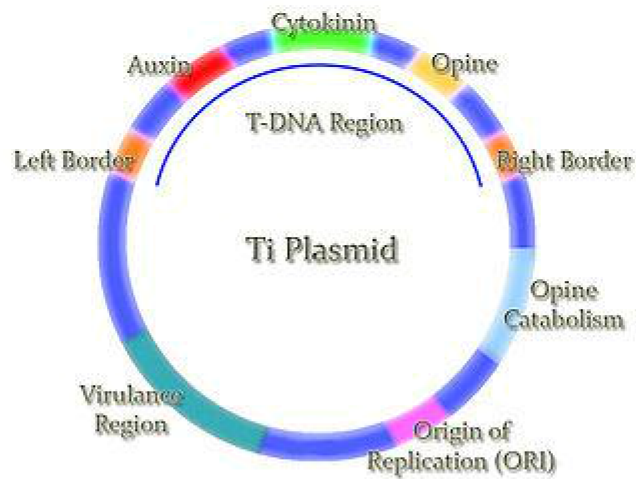 Cytokinin
Auxin
Opine
T-DNA Region
Left Border
Right Border
Ti Plasmid
Opine
Catabolism
Virulance
Region
Origin of
Replication (ORI)